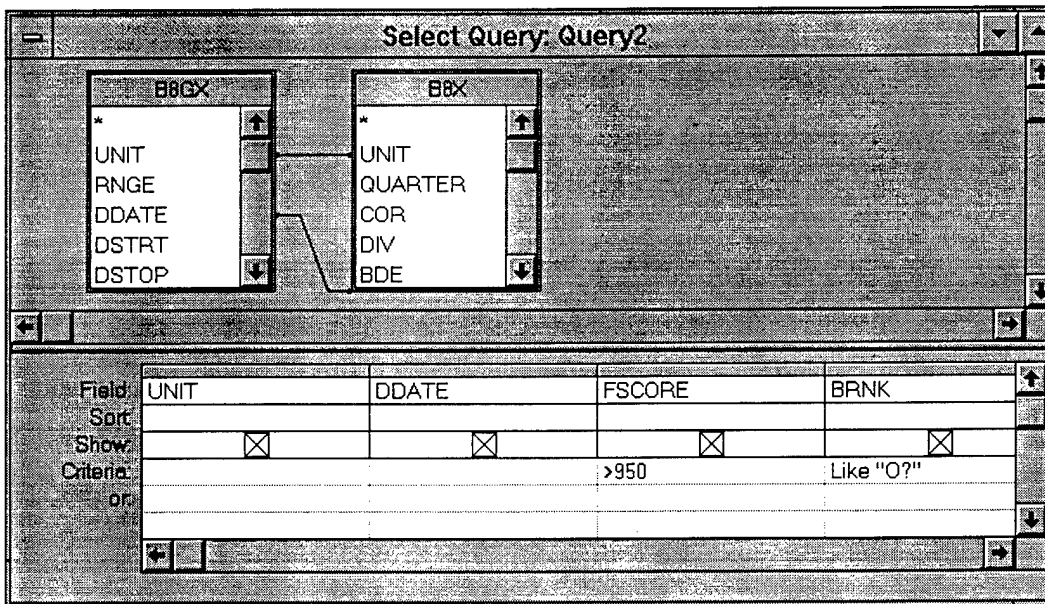 Select Query: Query2
B8GX
*
UNIT
RNGE
DDATE
DSTRT
DSTOP
B8X
*
UNIT
QUARTER
COR
DIV
BDE
Field: UNIT DDATE FSCORE BRNK
Sort:
Show:
Criteria: >950 Like "O?"
or: